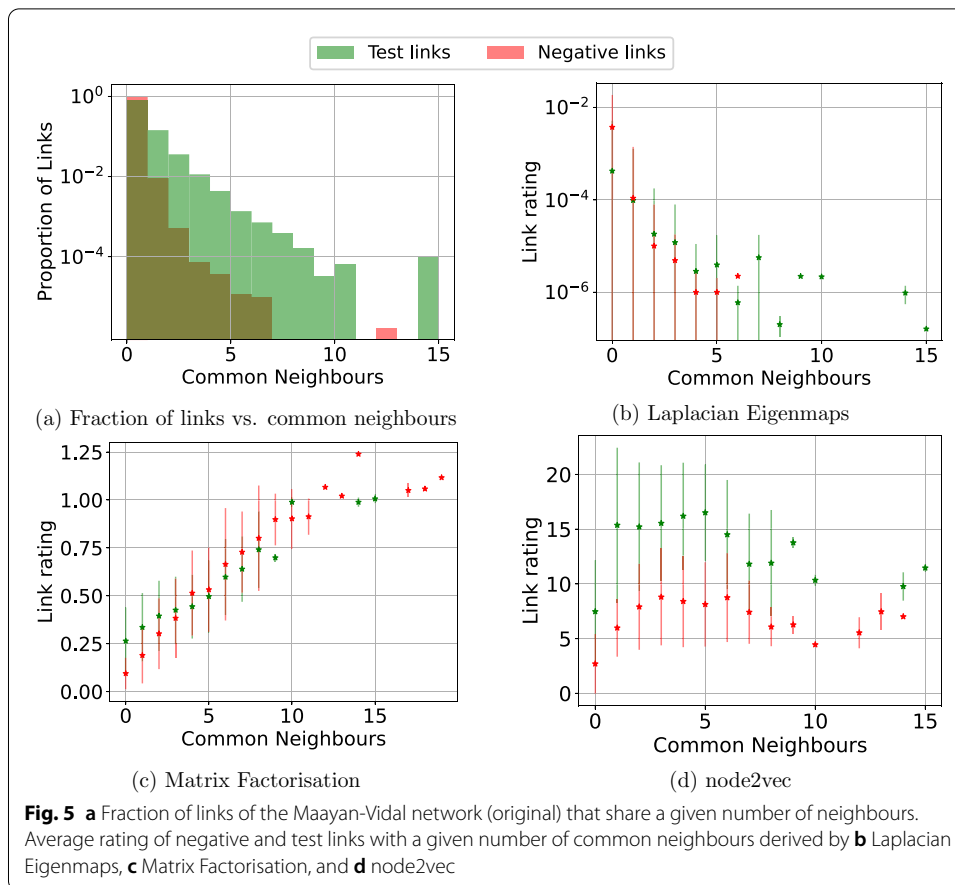 Test links Negative links
10^0
10^-2
10^-4
Proportion of Links
0 5 10 15
Common Neighbours
(a) Fraction of links vs. common neighbours
10^-2
10^-4
10^-6
Link rating
0 5 10 15
Common Neighbours
(b) Laplacian Eigenmaps
1.25
1.00
0.75
0.50
0.25
0.00
Link rating
0 5 10 15
Common Neighbours
(c) Matrix Factorisation
20
15
10
5
0
Link rating
0 5 10 15
Common Neighbours
(d) node2vec
Fig. 5 a Fraction of links of the Maayan-Vidal network (original) that share a given number of neighbours.
Average rating of negative and test links with a given number of common neighbours derived by b Laplacian
Eigenmaps, c Matrix Factorisation, and d node2vec